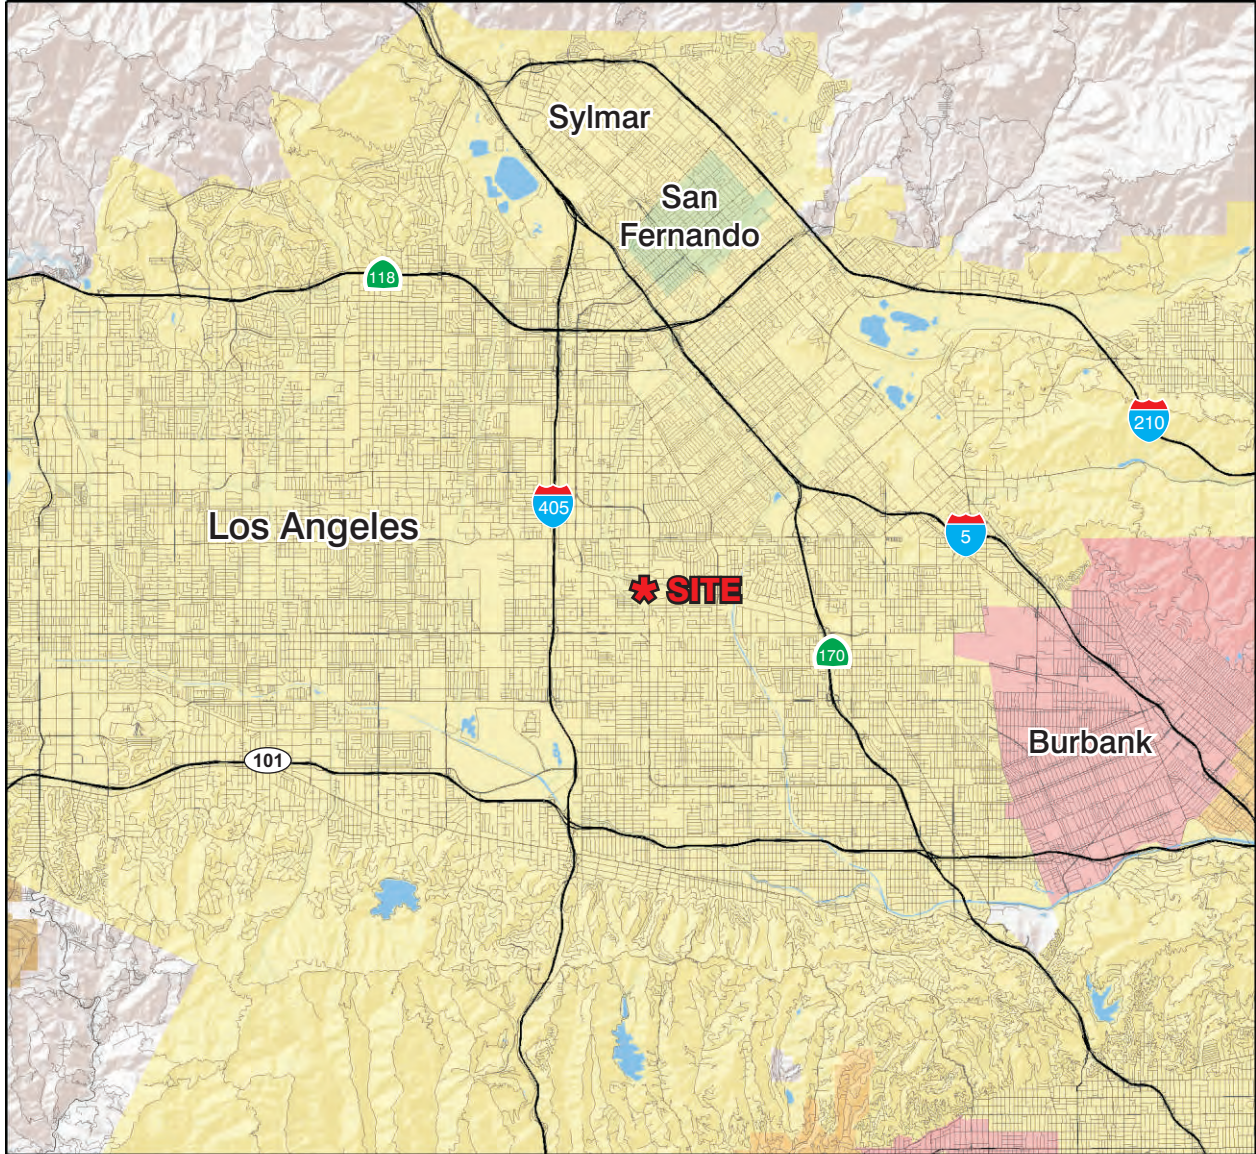 Sylmar
San
Fernando
118
210
405
Los Angeles
5
* SITE
170
Burbank
101